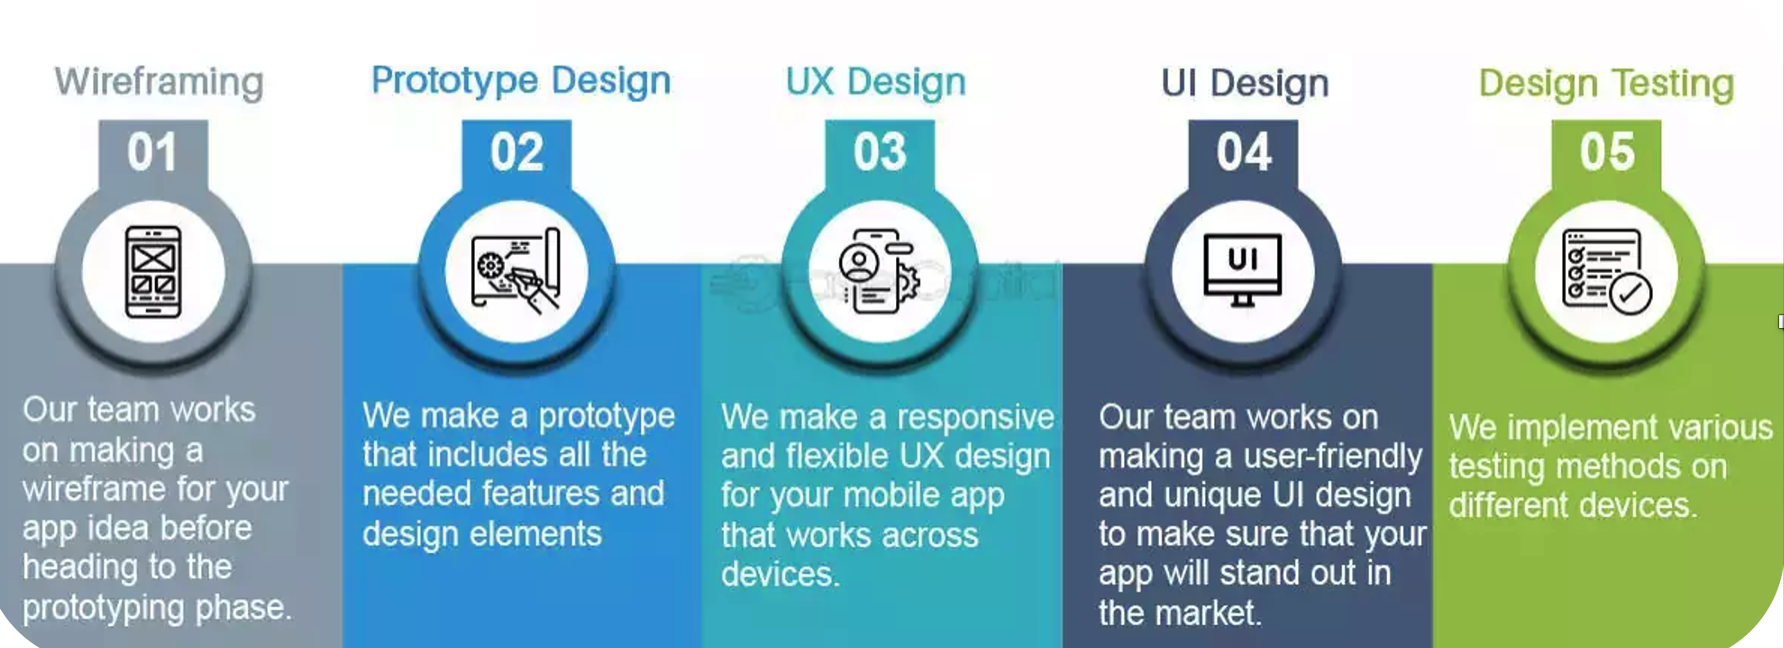 Wireframing
01
Our team works
on making a
wireframe for your
app idea before
heading to the
prototyping phase.
Prototype Design
02
We make a prototype
that includes all the
needed features and
design elements
UX Design
03
We make a responsive
and flexible UX design
for your mobile app
that works across
devices.
UI Design
04
UI
Our team works on
making a user-friendly
and unique UI design
to make sure that your
app will stand out in
the market.
Design Testing
05
We implement various
testing methods on
different devices.